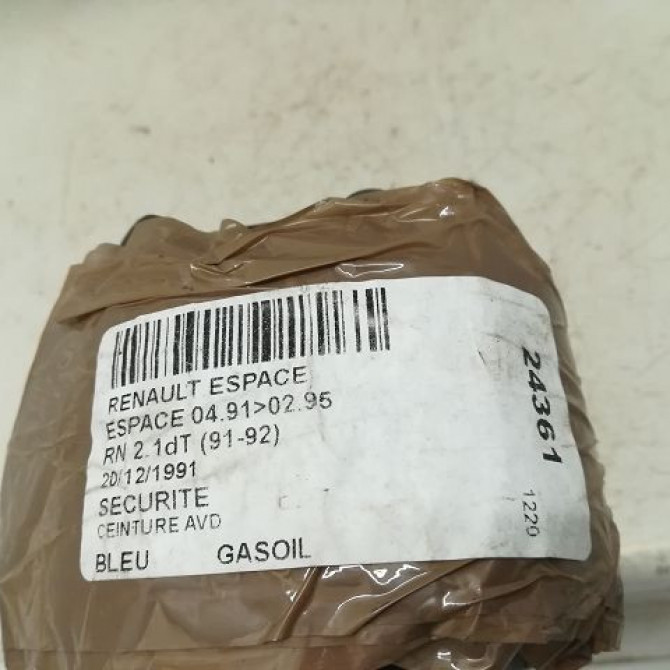 RENAULT ESPACE
ESPACE 04.91>02.95
RN 2.1dT (91-92)
20/12/1991
SECURITE
CEINTURE AVD
BLEU GASOIL
24361
1220